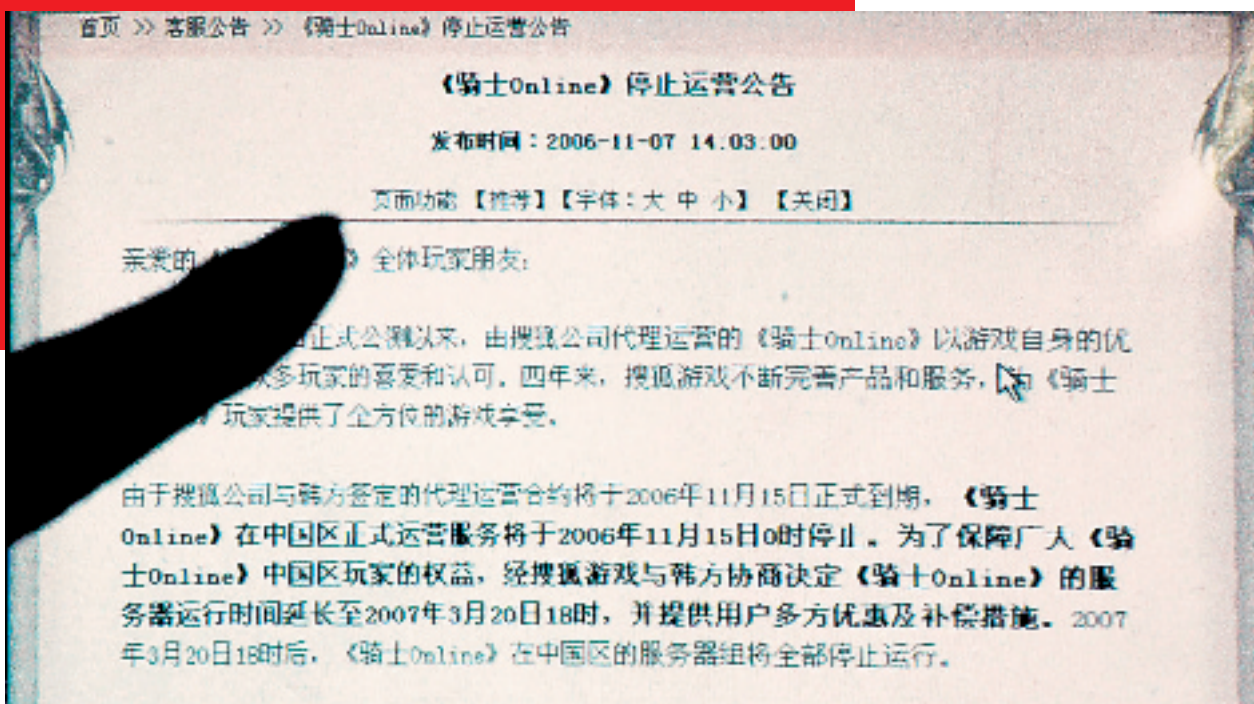 首页 >> 客服公告 >> 《骑士Online》停止运营公告
《骑士Online》停止运营公告
发布时间：2006-11-07 14:03:00
页面功能 【推荐】【字体：大 中 小】 【关闭】
亲爱的《 》全体玩家朋友：
正式公测以来，由搜狐公司代理运营的《骑士Online》以游戏自身的优
众多玩家的喜爱和认可。四年来，搜狐游戏不断完善产品和服务，为《骑士
》玩家提供了全方位的游戏享受。
由于搜狐公司与韩方签定的代理运营合约将于2006年11月15日正式到期，《骑士
Online》在中国区正式运营服务将于2006年11月15日0时停止。为了保障广大《骑
士Online》中国区玩家的权益，经搜狐游戏与韩方协商决定《骑士Online》的服
务器运行时间延长至2007年3月20日18时，并提供用户多方优惠及补偿措施。2007
年3月20日18时后，《骑士Online》在中国区的服务器组将全部停止运行。